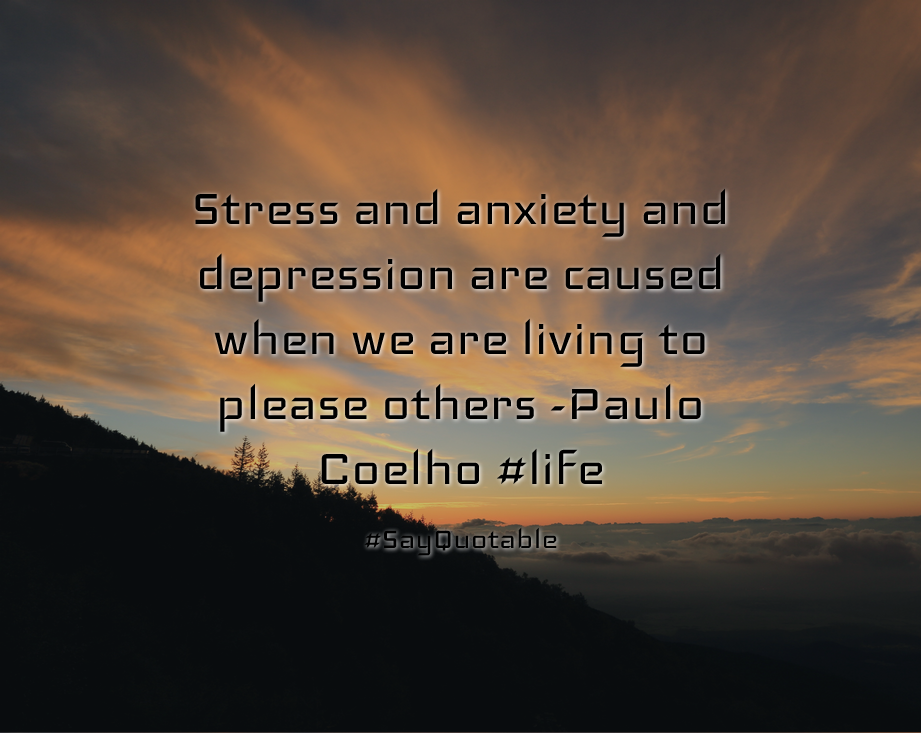 Stress and anxiety and
depression are caused
when we are living to
please others -Paulo
Coelho #life
#SayQuotable